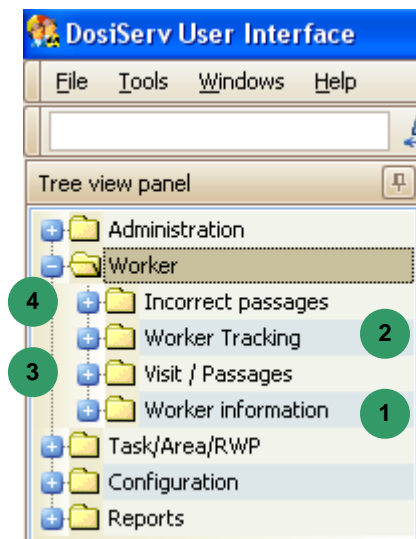 DosiServ User Interface
File Tools Windows Help
Tree view panel
Administration
Worker
4 Incorrect passages
Worker Tracking 2
3 Visit / Passages
Worker information 1
Task/Area/RWP
Configuration
Reports